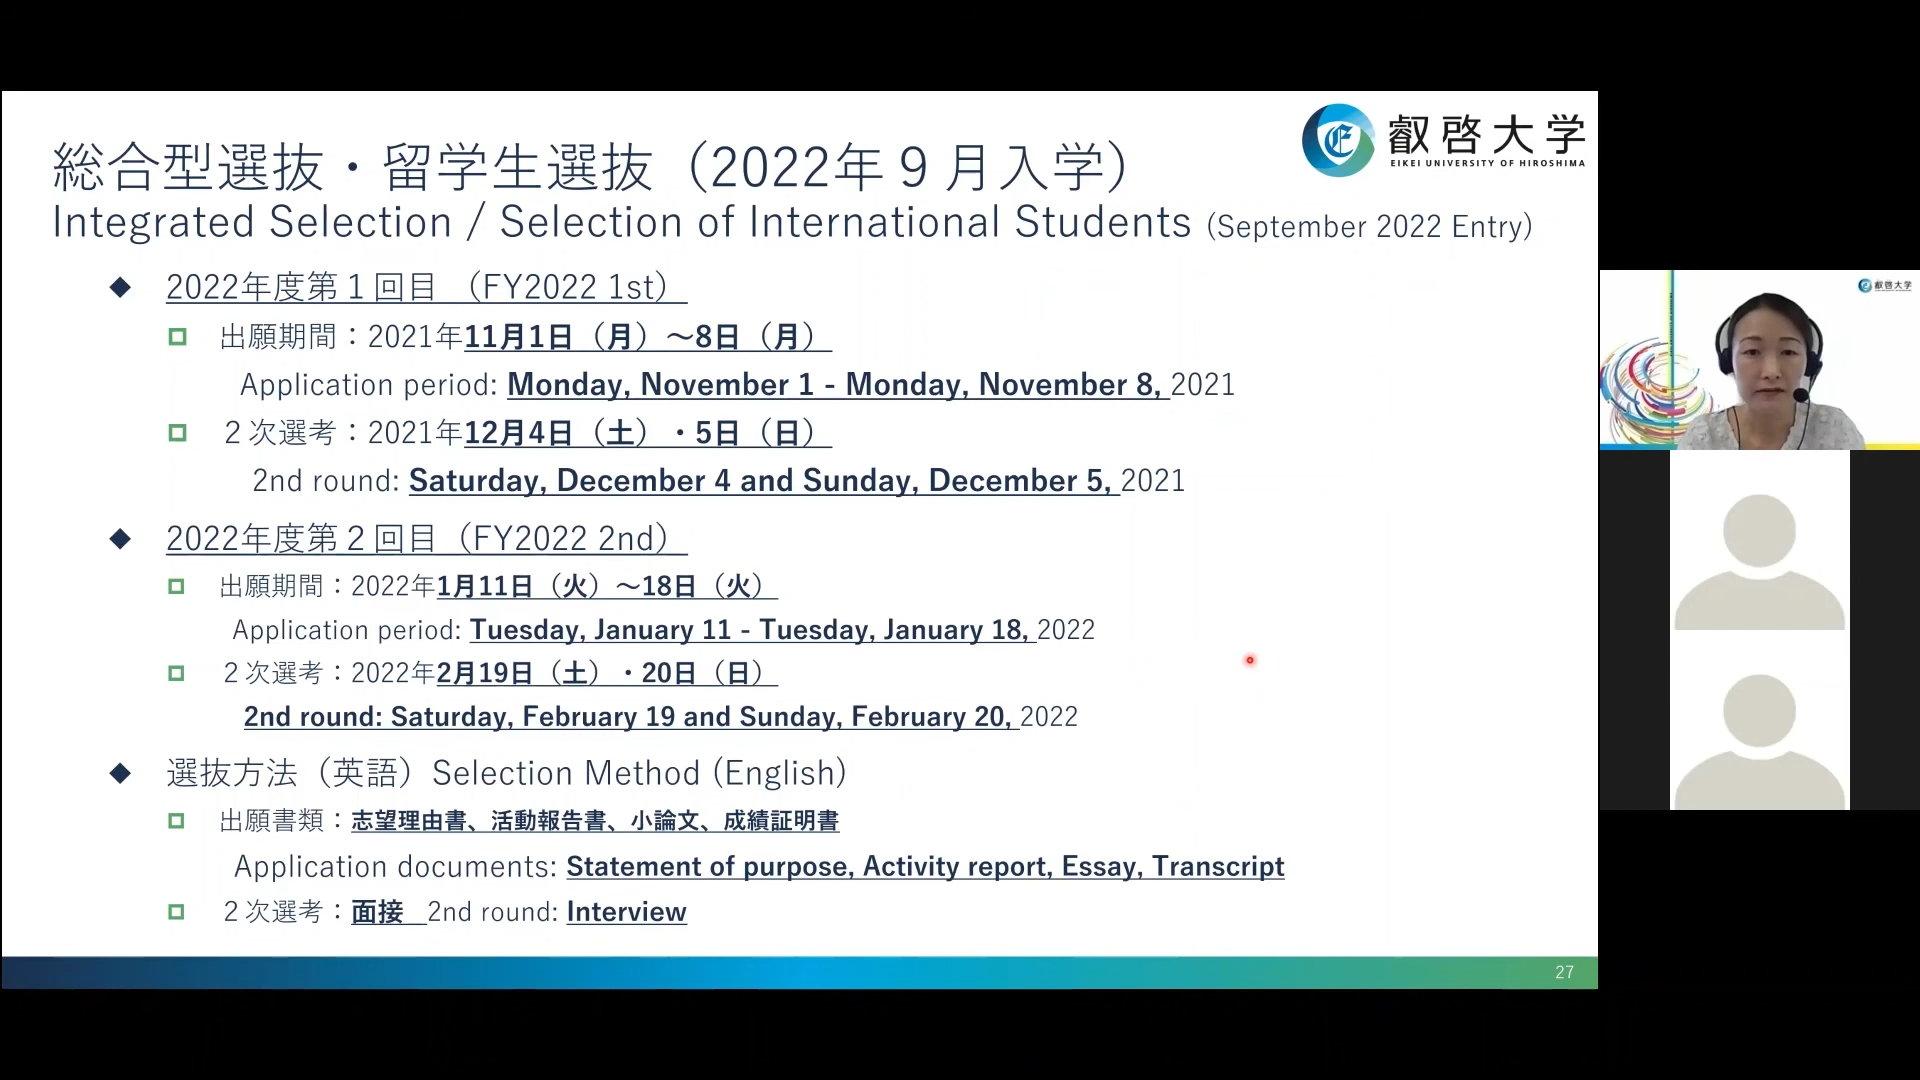 叡啓大学
EIKEI UNIVERSITY OF HIROSHIMA
総合型選抜・留学生選抜（2022年９月入学）
Integrated Selection / Selection of International Students (September 2022 Entry)
◆ 2022年度第１回目 （FY2022 1st）
出願期間：2021年11月1日（月）～8日（月）
Application period: Monday, November 1 - Monday, November 8, 2021
２次選考：2021年12月4日（土）・5日（日）
2nd round: Saturday, December 4 and Sunday, December 5, 2021
◆ 2022年度第２回目（FY2022 2nd）
出願期間：2022年1月11日（火）～18日（火）
Application period: Tuesday, January 11 - Tuesday, January 18, 2022
２次選考：2022年2月19日（土）・20日（日）
2nd round: Saturday, February 19 and Sunday, February 20, 2022
◆ 選抜方法（英語）Selection Method (English)
出願書類：志望理由書、活動報告書、小論文、成績証明書
Application documents: Statement of purpose, Activity report, Essay, Transcript
２次選考：面接 2nd round: Interview
27
叡啓大学